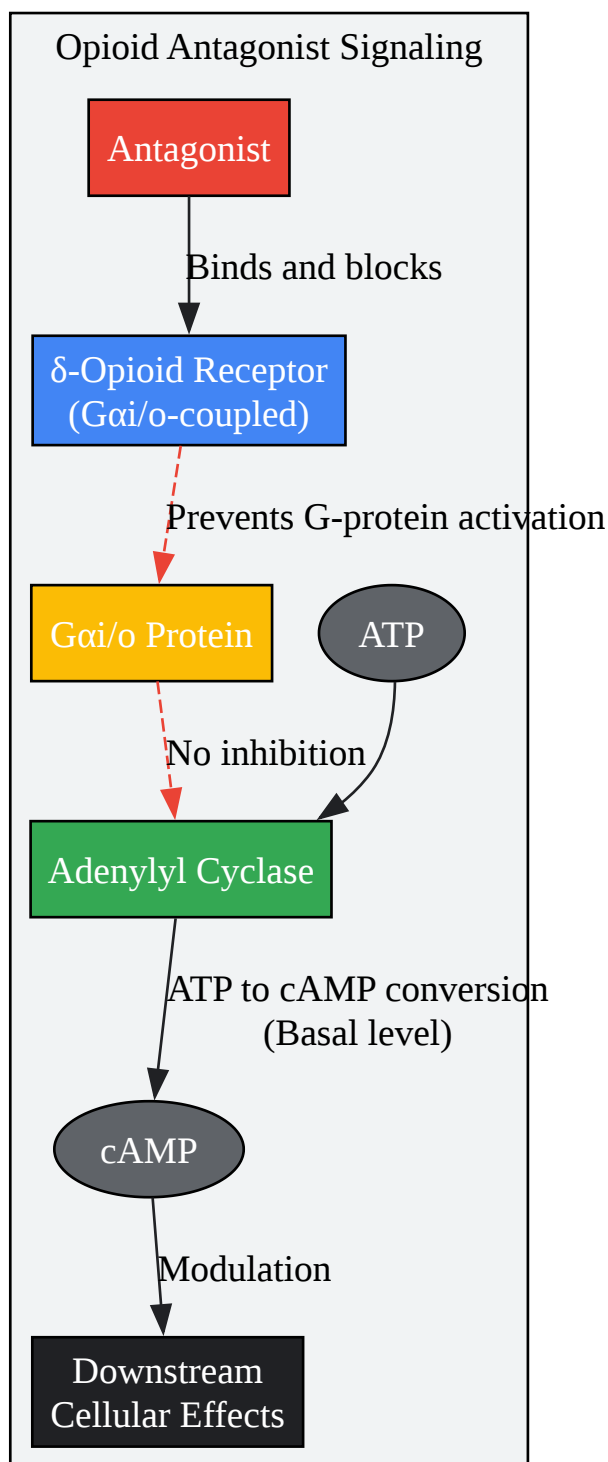 Opioid Antagonist Signaling
Antagonist
Binds and blocks
δ-Opioid Receptor
(Gαi/o-coupled)
Prevents G-protein activation
Gαi/o Protein
ATP
No inhibition
Adenylyl Cyclase
ATP to cAMP conversion
(Basal level)
cAMP
Modulation
Downstream
Cellular Effects